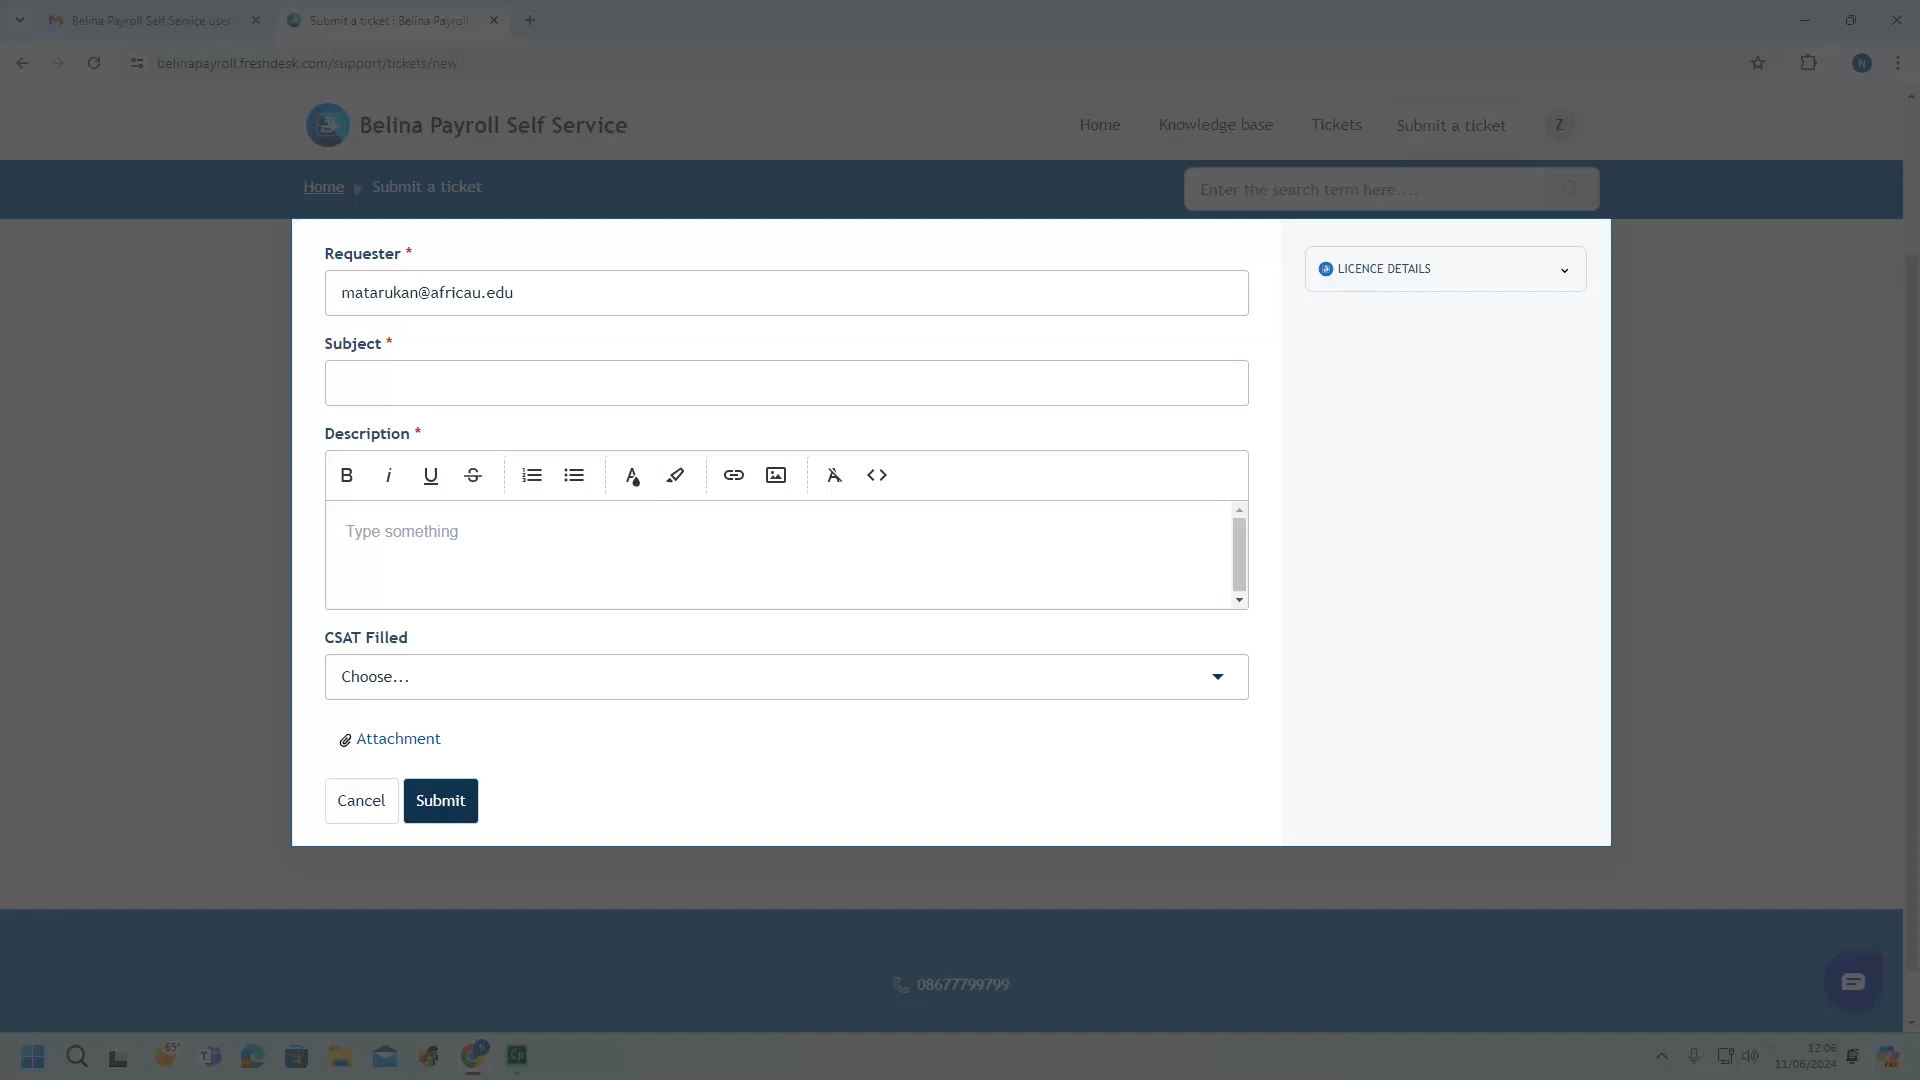 Belina Payroll Self Service user
Submit a ticket : Belina Payroll
belinapayroll.freshdesk.com/support/tickets/new
Belina Payroll Self Service
Home
Knowledge base
Tickets
Submit a ticket
Z
Home
Submit a ticket
Enter the search term here....
Requester *
matarukan@africau.edu
LICENCE DETAILS
Subject *
Description *
Type something
CSAT Filled
Choose...
Attachment
Cancel
Submit
08677799799
65°
12:06
11/06/2024